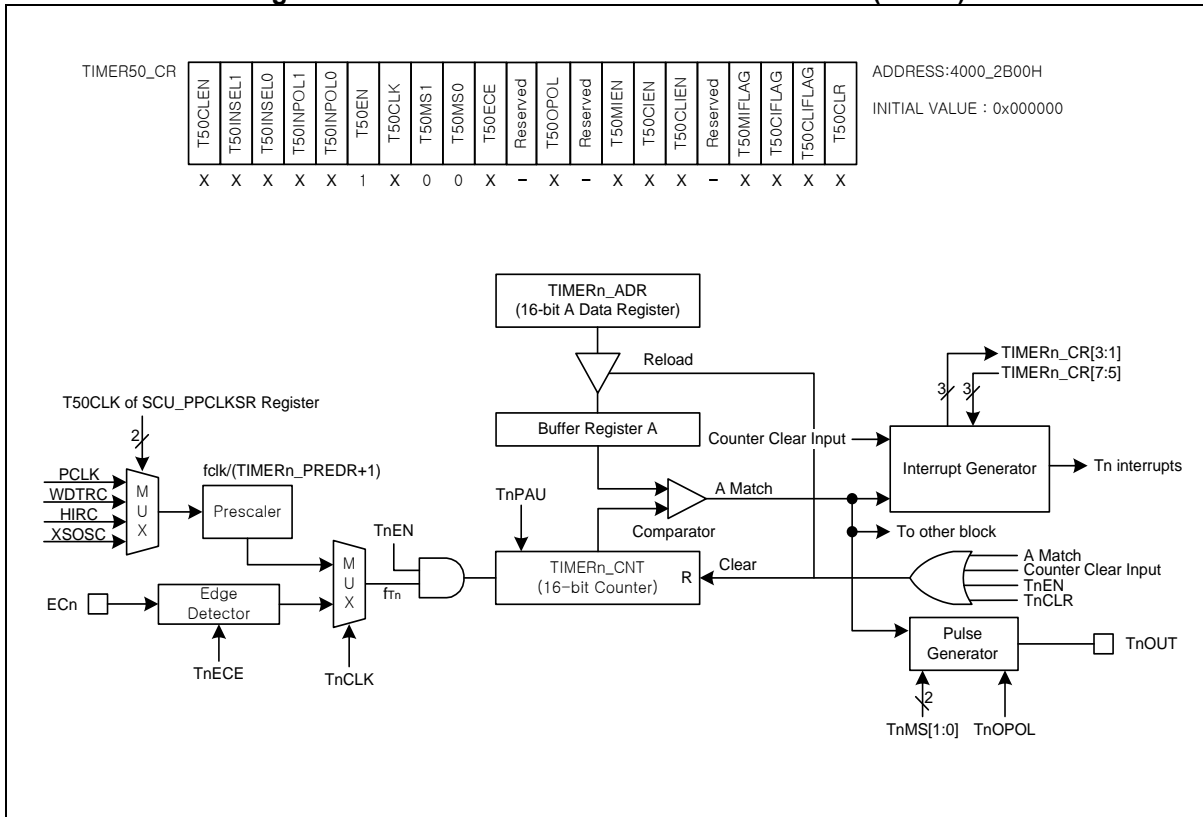 TIMER50_CR
T50CLEN
T50INSEL1
T50INSEL0
T50INPOL1
T50INPOL0
T50EN
T50CLK
T50MS1
T50MS0
T50ECE
Reserved
T50OPOL
Reserved
T50MIEN
T50CIEN
T50CLIEN
Reserved
T50MIFLAG
T50CIFLAG
T50CLIFLAG
T50CLR
ADDRESS:4000_2B00H
INITIAL VALUE : 0x000000
X X X X X 1 X 0 0 X – X – X X X – X X X X
TIMERn_ADR
(16-bit A Data Register)
Reload
TIMERn_CR[3:1]
TIMERn_CR[7:5]
3 3
T50CLK of SCU_PPCLKSR Register
2
Buffer Register A
Counter Clear Input
Interrupt Generator
Tn interrupts
PCLK
WDTRC
HIRC
XSOSC
MUX
fclk/(TIMERn_PREDR+1)
Prescaler
TnPAU
A Match
Comparator
To other block
TnEN
MUX
fTn
TIMERn_CNT
(16-bit Counter)
R
Clear
A Match
Counter Clear Input
TnEN
TnCLR
ECn
Edge
Detector
TnECE
TnCLK
Pulse
Generator
TnOUT
2
TnMS[1:0]
TnOPOL